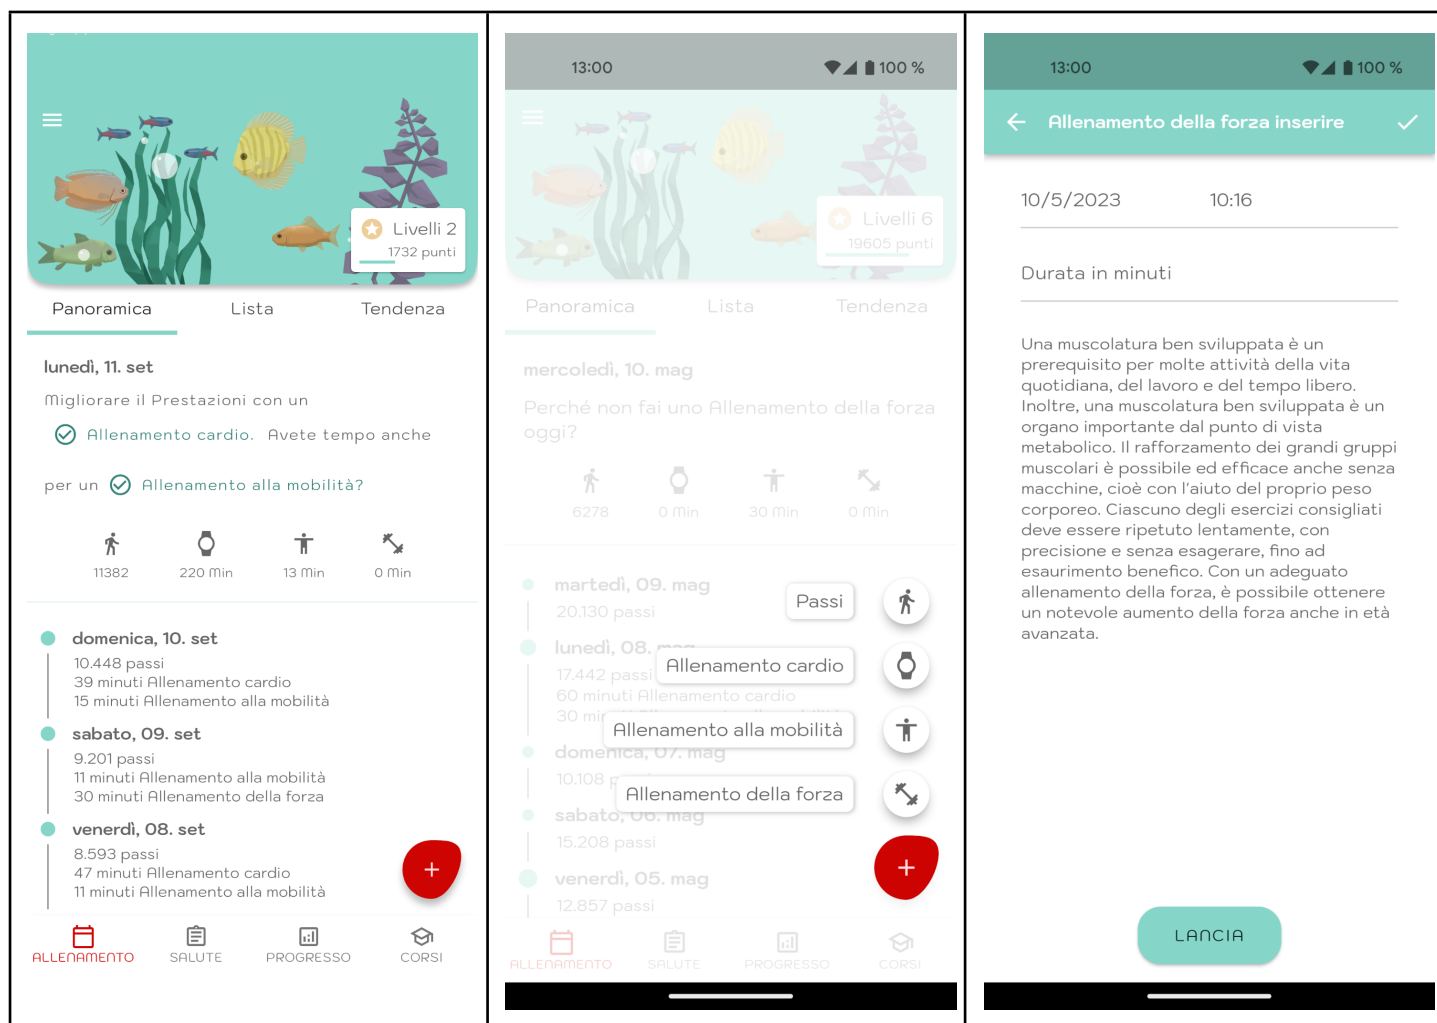 Livelli 2
1732 punti
Panoramica Lista Tendenza
lunedì, 11. set
Migliorare il Prestazioni con un
Allenamento cardio. Avete tempo anche
per un Allenamento alla mobilità?
11382 220 Min 13 Min 0 Min
domenica, 10. set
10.448 passi
39 minuti Allenamento cardio
15 minuti Allenamento alla mobilità
sabato, 09. set
9.201 passi
11 minuti Allenamento alla mobilità
30 minuti Allenamento della forza
venerdì, 08. set
8.593 passi
47 minuti Allenamento cardio
11 minuti Allenamento alla mobilità
+
ALLENAMENTO SALUTE PROGRESSO CORSI
13:00 100 %
Livelli 6
19605 punti
Panoramica Lista Tendenza
mercoledì, 10. mag
Perché non fai uno Allenamento della forza
oggi?
6278 0 Min 30 Min 0 Min
martedì, 09. mag
20.130 passi
Passi
lunedì, 08. mag
17.442 passi
Allenamento cardio
60 minuti Allenamento cardio
30
Allenamento alla mobilità
domenica, 07. mag
10.108
Allenamento della forza
sabato, 06. mag
15.208 passi
+
venerdì, 05. mag
12.857 passi
ALLENAMENTO SALUTE PROGRESSO CORSI
13:00 100 %
Allenamento della forza inserire
10/5/2023 10:16
Durata in minuti
Una muscolatura ben sviluppata è un
prerequisito per molte attività della vita
quotidiana, del lavoro e del tempo libero.
Inoltre, una muscolatura ben sviluppata è un
organo importante dal punto di vista
metabolico. Il rafforzamento dei grandi gruppi
muscolari è possibile ed efficace anche senza
macchine, cioè con l'aiuto del proprio peso
corporeo. Ciascuno degli esercizi consigliati
deve essere ripetuto lentamente, con
precisione e senza esagerare, fino ad
esaurimento benefico. Con un adeguato
allenamento della forza, è possibile ottenere
un notevole aumento della forza anche in età
avanzata.
LANCIA